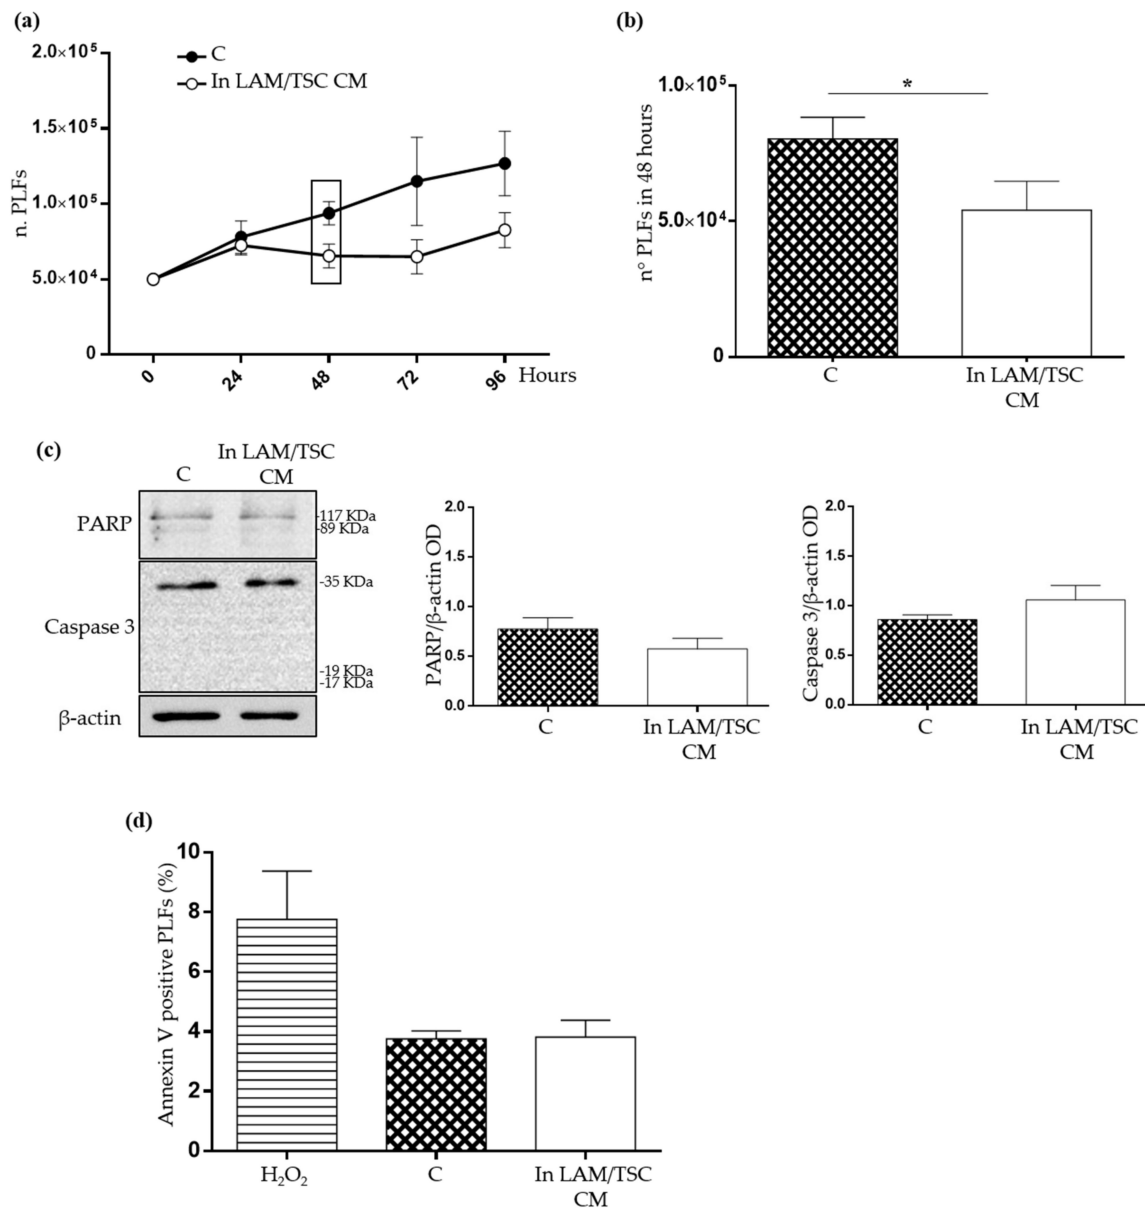 (a)
2.0×10⁵
1.5×10⁵
1.0×10⁵
5.0×10⁴
0
n. PLFs
C
In LAM/TSC CM
0
24
48
72
96
Hours
(b)
1.0×10⁵
5.0×10⁴
0
n° PLFs in 48 hours
*
C
In LAM/TSC
CM
(c)
C
In LAM/TSC
CM
PARP
-117 KDa
-89 KDa
Caspase 3
-35 KDa
-19 KDa
-17 KDa
β-actin
PARP/β-actin OD
2.0
1.5
1.0
0.5
0.0
C
In LAM/TSC
CM
Caspase 3/β-actin OD
2.0
1.5
1.0
0.5
0.0
C
In LAM/TSC
CM
(d)
Annexin V positive PLFs (%)
10
8
6
4
2
0
H₂O₂
C
In LAM/TSC
CM